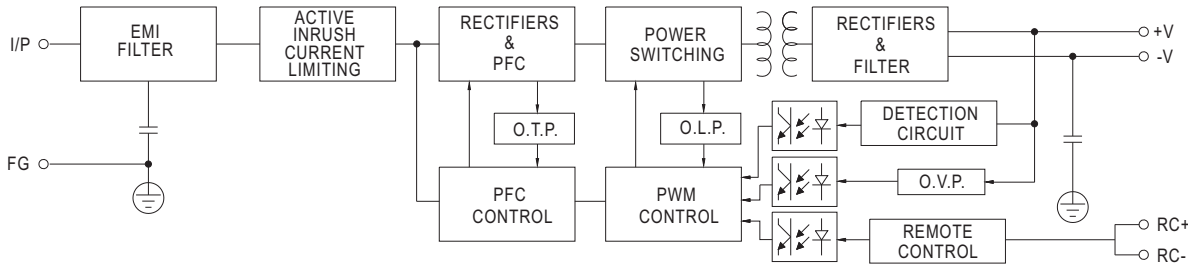 I/P
EMI
FILTER
ACTIVE
INRUSH
CURRENT
LIMITING
RECTIFIERS
&
PFC
POWER
SWITCHING
RECTIFIERS
&
FILTER
+V
-V
O.T.P.
O.L.P.
DETECTION
CIRCUIT
FG
PFC
CONTROL
PWM
CONTROL
O.V.P.
REMOTE
CONTROL
RC+
RC-